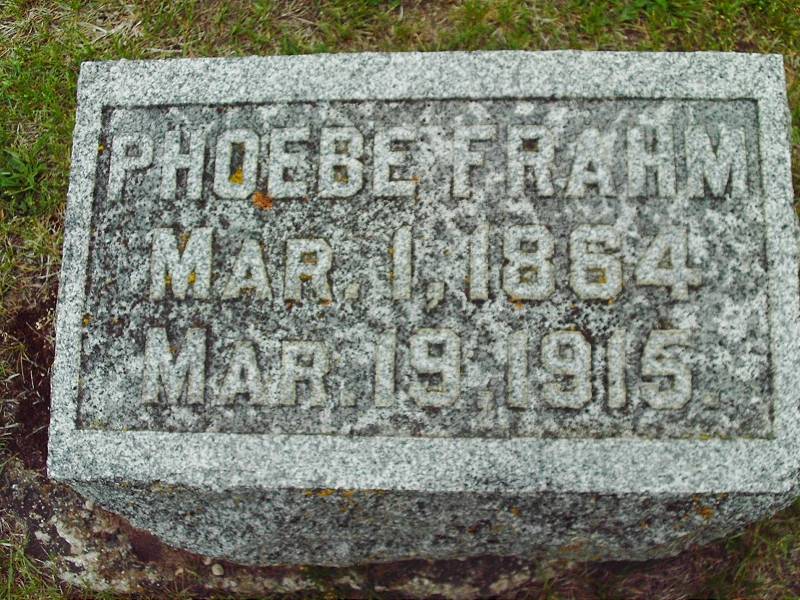 PHOEBE FRAHM
MAR. 1, 1864
MAR. 19, 1915.